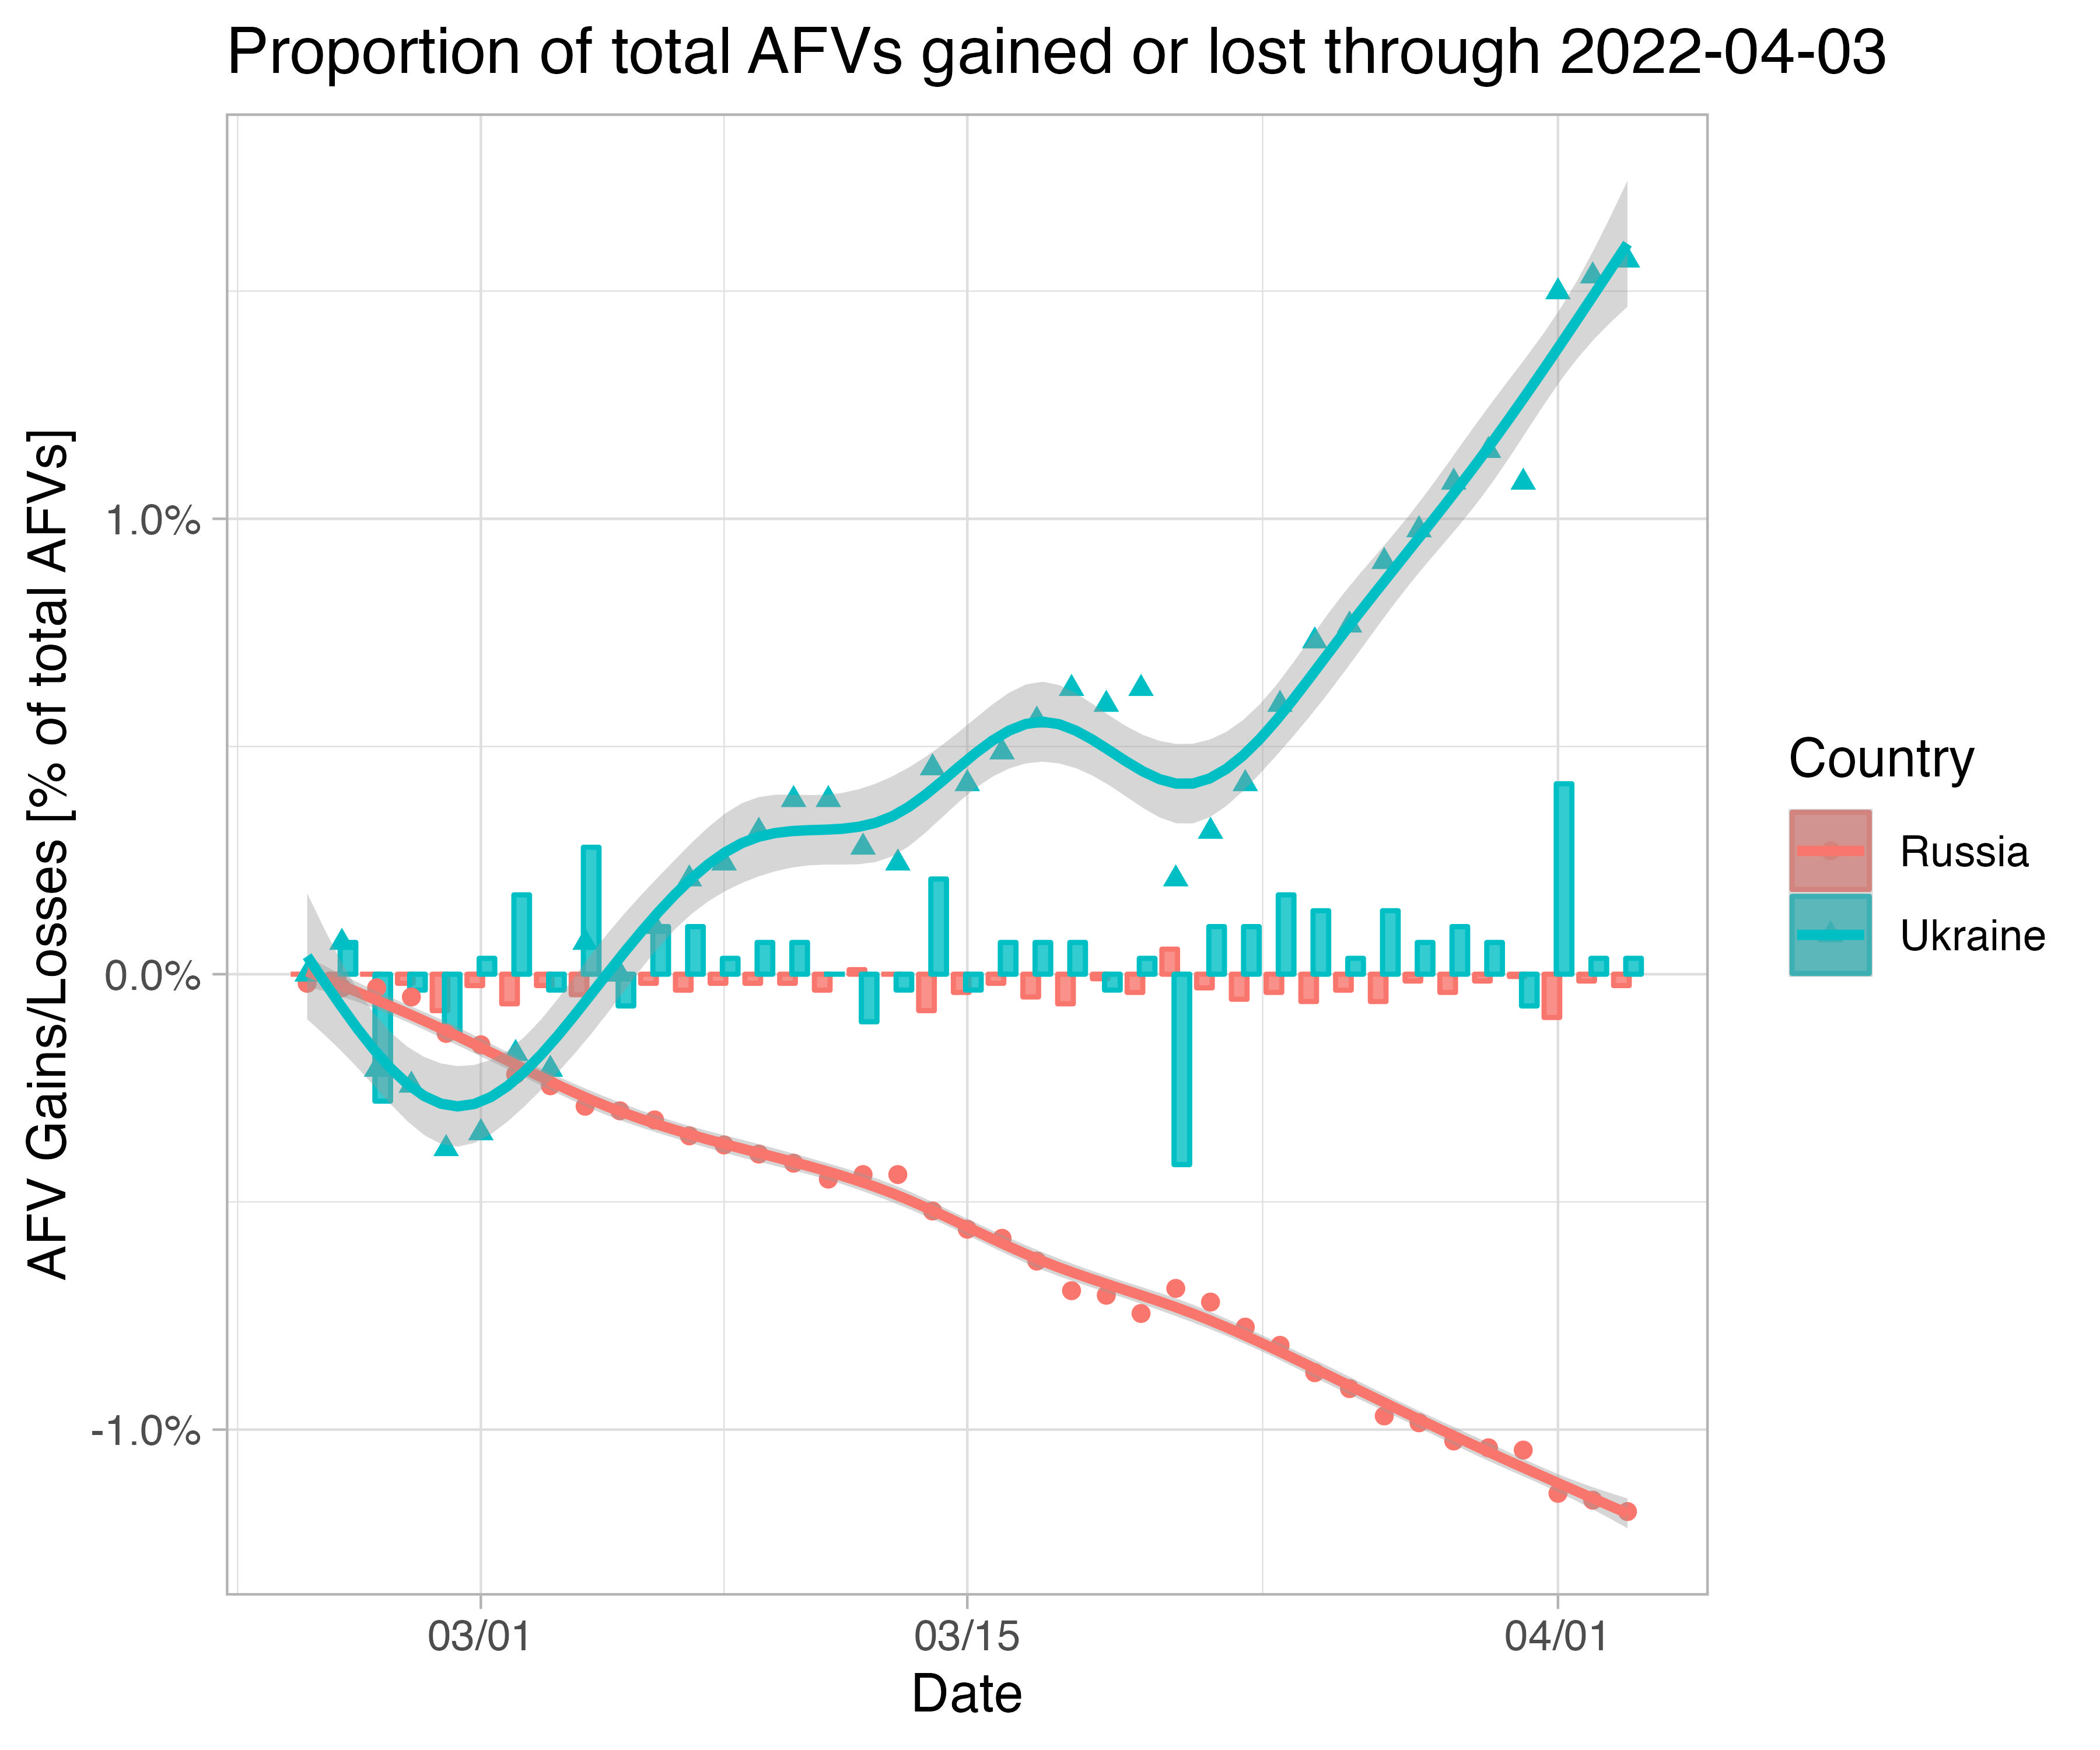 Proportion of total AFVs gained or lost through 2022-04-03
AFV Gains/Losses [% of total AFVs]
1.0%
0.0%
-1.0%
03/01
03/15
04/01
Date
Country
Russia
Ukraine